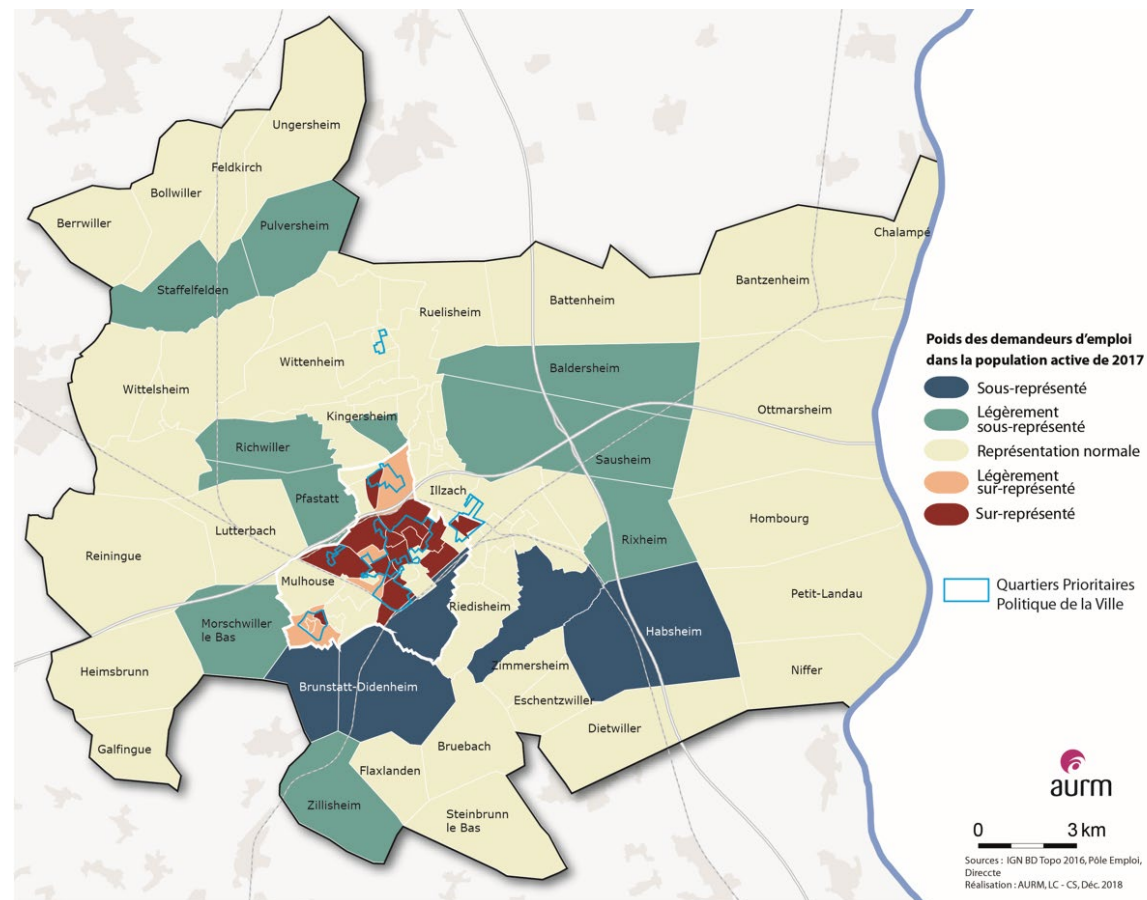 Ungersheim
Feldkirch
Bollwiller
Berrwiller
Pulversheim
Staffelfelden
Chalampé
Bantzenheim
Battenheim
Ruelisheim
Wittenheim
Wittelsheim
Baldersheim
Ottmarsheim
Kingersheim
Richwiller
Sausheim
Illzach
Pfastatt
Hombourg
Lutterbach
Rixheim
Reiningue
Mulhouse
Riedisheim
Petit-Landau
Morschwiller
le Bas
Habsheim
Heimsbrunn
Zimmersheim
Niffer
Brunstatt-Didenheim
Eschentzwiller
Dietwiller
Galfingue
Bruebach
Flaxlanden
Zillisheim
Steinbrunn
le Bas
Poids des demandeurs d'emploi
dans la population active de 2017
Sous-représenté
Légèrement
sous-représenté
Représentation normale
Légèrement
sur-représenté
Sur-représenté
Quartiers Prioritaires
Politique de la Ville
aurm
0 3 km
Sources : IGN BD Topo 2016, Pôle Emploi,
Direccte
Réalisation : AURM, LC - CS, Déc. 2018